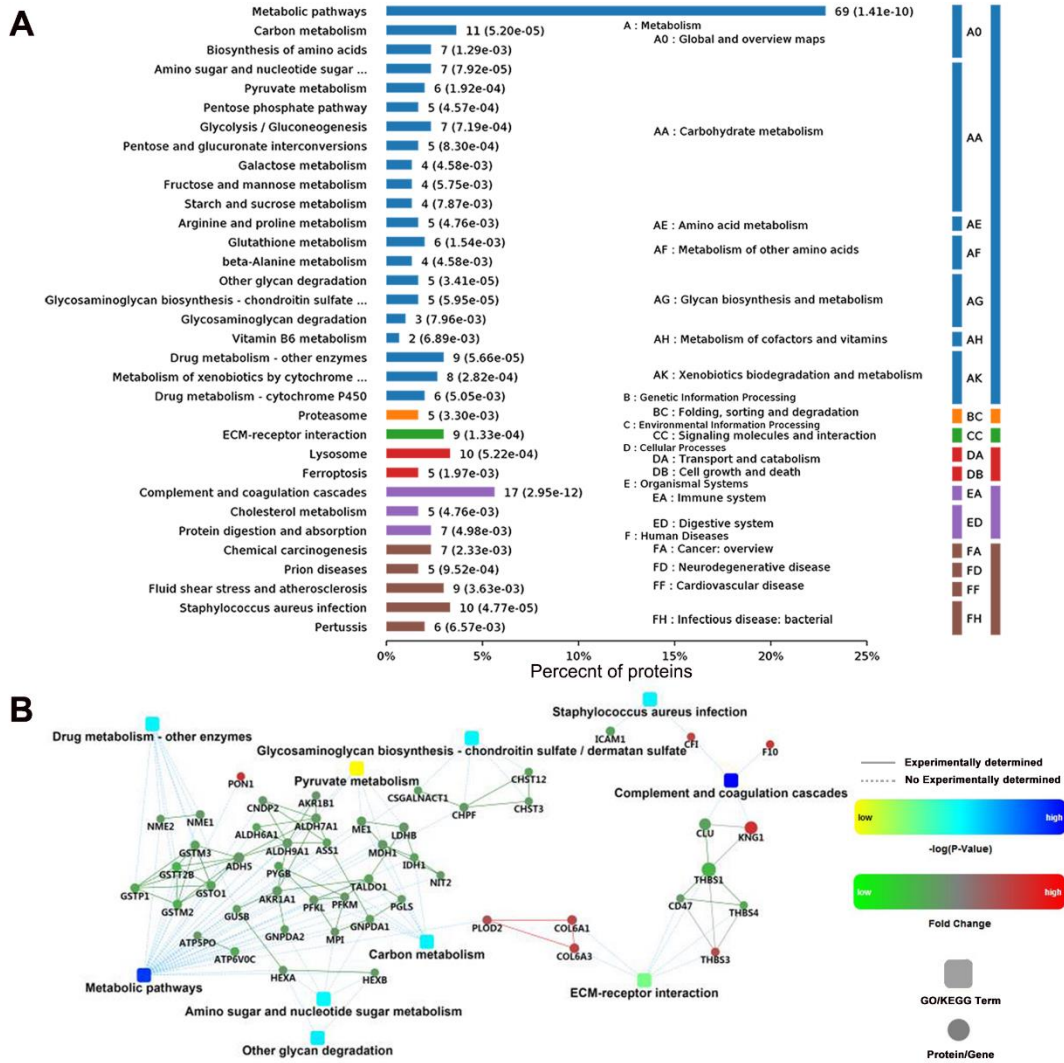 A
Metabolic pathways 69 (1.41e-10)
Carbon metabolism 11 (5.20e-05)
Biosynthesis of amino acids 7 (1.29e-03)
Amino sugar and nucleotide sugar ... 7 (7.92e-05)
Pyruvate metabolism 6 (1.92e-04)
Pentose phosphate pathway 5 (4.57e-04)
Glycolysis / Gluconeogenesis 7 (7.19e-04)
Pentose and glucuronate interconversions 5 (8.30e-04)
Galactose metabolism 4 (4.58e-03)
Fructose and mannose metabolism 4 (5.75e-03)
Starch and sucrose metabolism 4 (7.87e-03)
Arginine and proline metabolism 5 (4.76e-03)
Glutathione metabolism 6 (1.54e-03)
beta-Alanine metabolism 4 (4.58e-03)
Other glycan degradation 5 (3.41e-05)
Glycosaminoglycan biosynthesis - chondroitin sulfate ... 5 (5.95e-05)
Glycosaminoglycan degradation 3 (7.96e-03)
Vitamin B6 metabolism 2 (6.89e-03)
Drug metabolism - other enzymes 9 (5.66e-05)
Metabolism of xenobiotics by cytochrome ... 8 (2.82e-04)
Drug metabolism - cytochrome P450 6 (5.05e-03)
Proteasome 5 (3.30e-03)
ECM-receptor interaction 9 (1.33e-04)
Lysosome 10 (5.22e-04)
Ferroptosis 5 (1.97e-03)
Complement and coagulation cascades 17 (2.95e-12)
Cholesterol metabolism 5 (4.76e-03)
Protein digestion and absorption 7 (4.98e-03)
Chemical carcinogenesis 7 (2.33e-03)
Prion diseases 5 (9.52e-04)
Fluid shear stress and atherosclerosis 9 (3.63e-03)
Staphylococcus aureus infection 10 (4.77e-05)
Pertussis 6 (6.57e-03)
0% 5% 10% 15% 20% 25%
Percecnt of proteins
A : Metabolism
A0 : Global and overview maps
AA : Carbohydrate metabolism
AE : Amino acid metabolism
AF : Metabolism of other amino acids
AG : Glycan biosynthesis and metabolism
AH : Metabolism of cofactors and vitamins
AK : Xenobiotics biodegradation and metabolism
B : Genetic Information Processing
BC : Folding, sorting and degradation
C : Environmental Information Processing
CC : Signaling molecules and interaction
D : Cellular Processes
DA : Transport and catabolism
DB : Cell growth and death
E : Organismal Systems
EA : Immune system
ED : Digestive system
F : Human Diseases
FA : Cancer: overview
FD : Neurodegenerative disease
FF : Cardiovascular disease
FH : Infectious disease: bacterial
A0
AA
AE
AF
AG
AH
AK
BC
CC
DA
DB
EA
ED
FA
FD
FF
FH
B
Staphylococcus aureus infection
Drug metabolism - other enzymes
ICAM1
CFI
F10
Glycosaminoglycan biosynthesis - chondroitin sulfate / dermatan sulfate
Pyruvate metabolism
PON1
CHST12
CSGALNACT1
CHPF
CHST3
Complement and coagulation cascades
CNDP2
AKR1B1
NME2
NME1
ALDH6A1
ALDH7A1
ME1
LDHB
GSTM3
ADH5
ALDH9A1
ASS1
MDH1
IDH1
NIT2
CLU
KNG1
GSTT2B
PYGB
GSTP1
GSTO1
TALDO1
THBS1
GSTM2
GUSB
AKR1A1
PFKL
PFKM
PGLS
CD47
THBS4
GNPDA2
MPI
GNPDA1
PLOD2
COL6A1
ATP5PO
ATP6V0C
Carbon metabolism
COL6A3
THBS3
Metabolic pathways
HEXA
HEXB
ECM-receptor interaction
Amino sugar and nucleotide sugar metabolism
Other glycan degradation
Experimentally determined
No Experimentally determined
low high
-log(P-Value)
low high
Fold Change
GO/KEGG Term
Protein/Gene